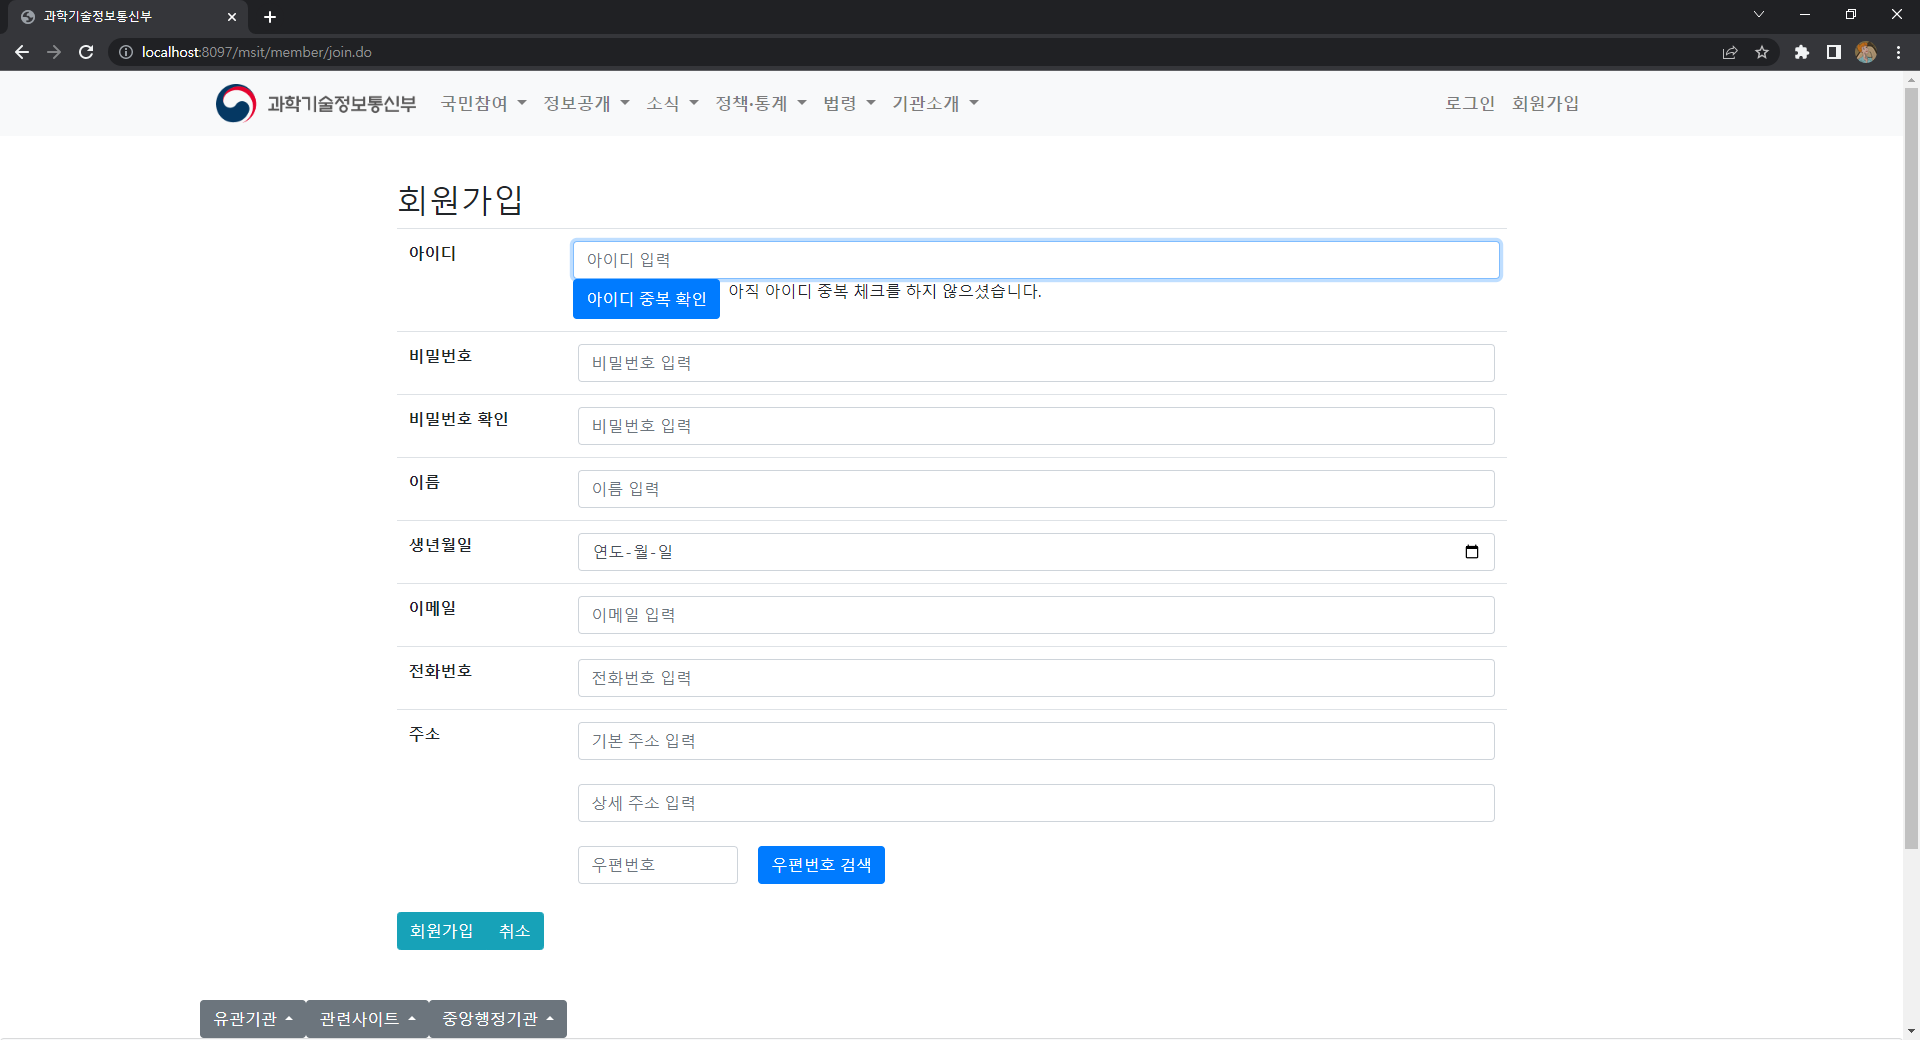 과학기술정보통신부
localhost:8097/msit/member/join.do
과학기술정보통신부 국민참여 정보공개 소식 정책·통계 법령 기관소개 로그인 회원가입
회원가입
아이디 아이디 입력
아이디 중복 확인 아직 아이디 중복 체크를 하지 않으셨습니다.
비밀번호 비밀번호 입력
비밀번호 확인 비밀번호 입력
이름 이름 입력
생년월일 연도-월-일
이메일 이메일 입력
전화번호 전화번호 입력
주소 기본 주소 입력
상세 주소 입력
우편번호 우편번호 검색
회원가입 취소
유관기관 관련사이트 중앙행정기관